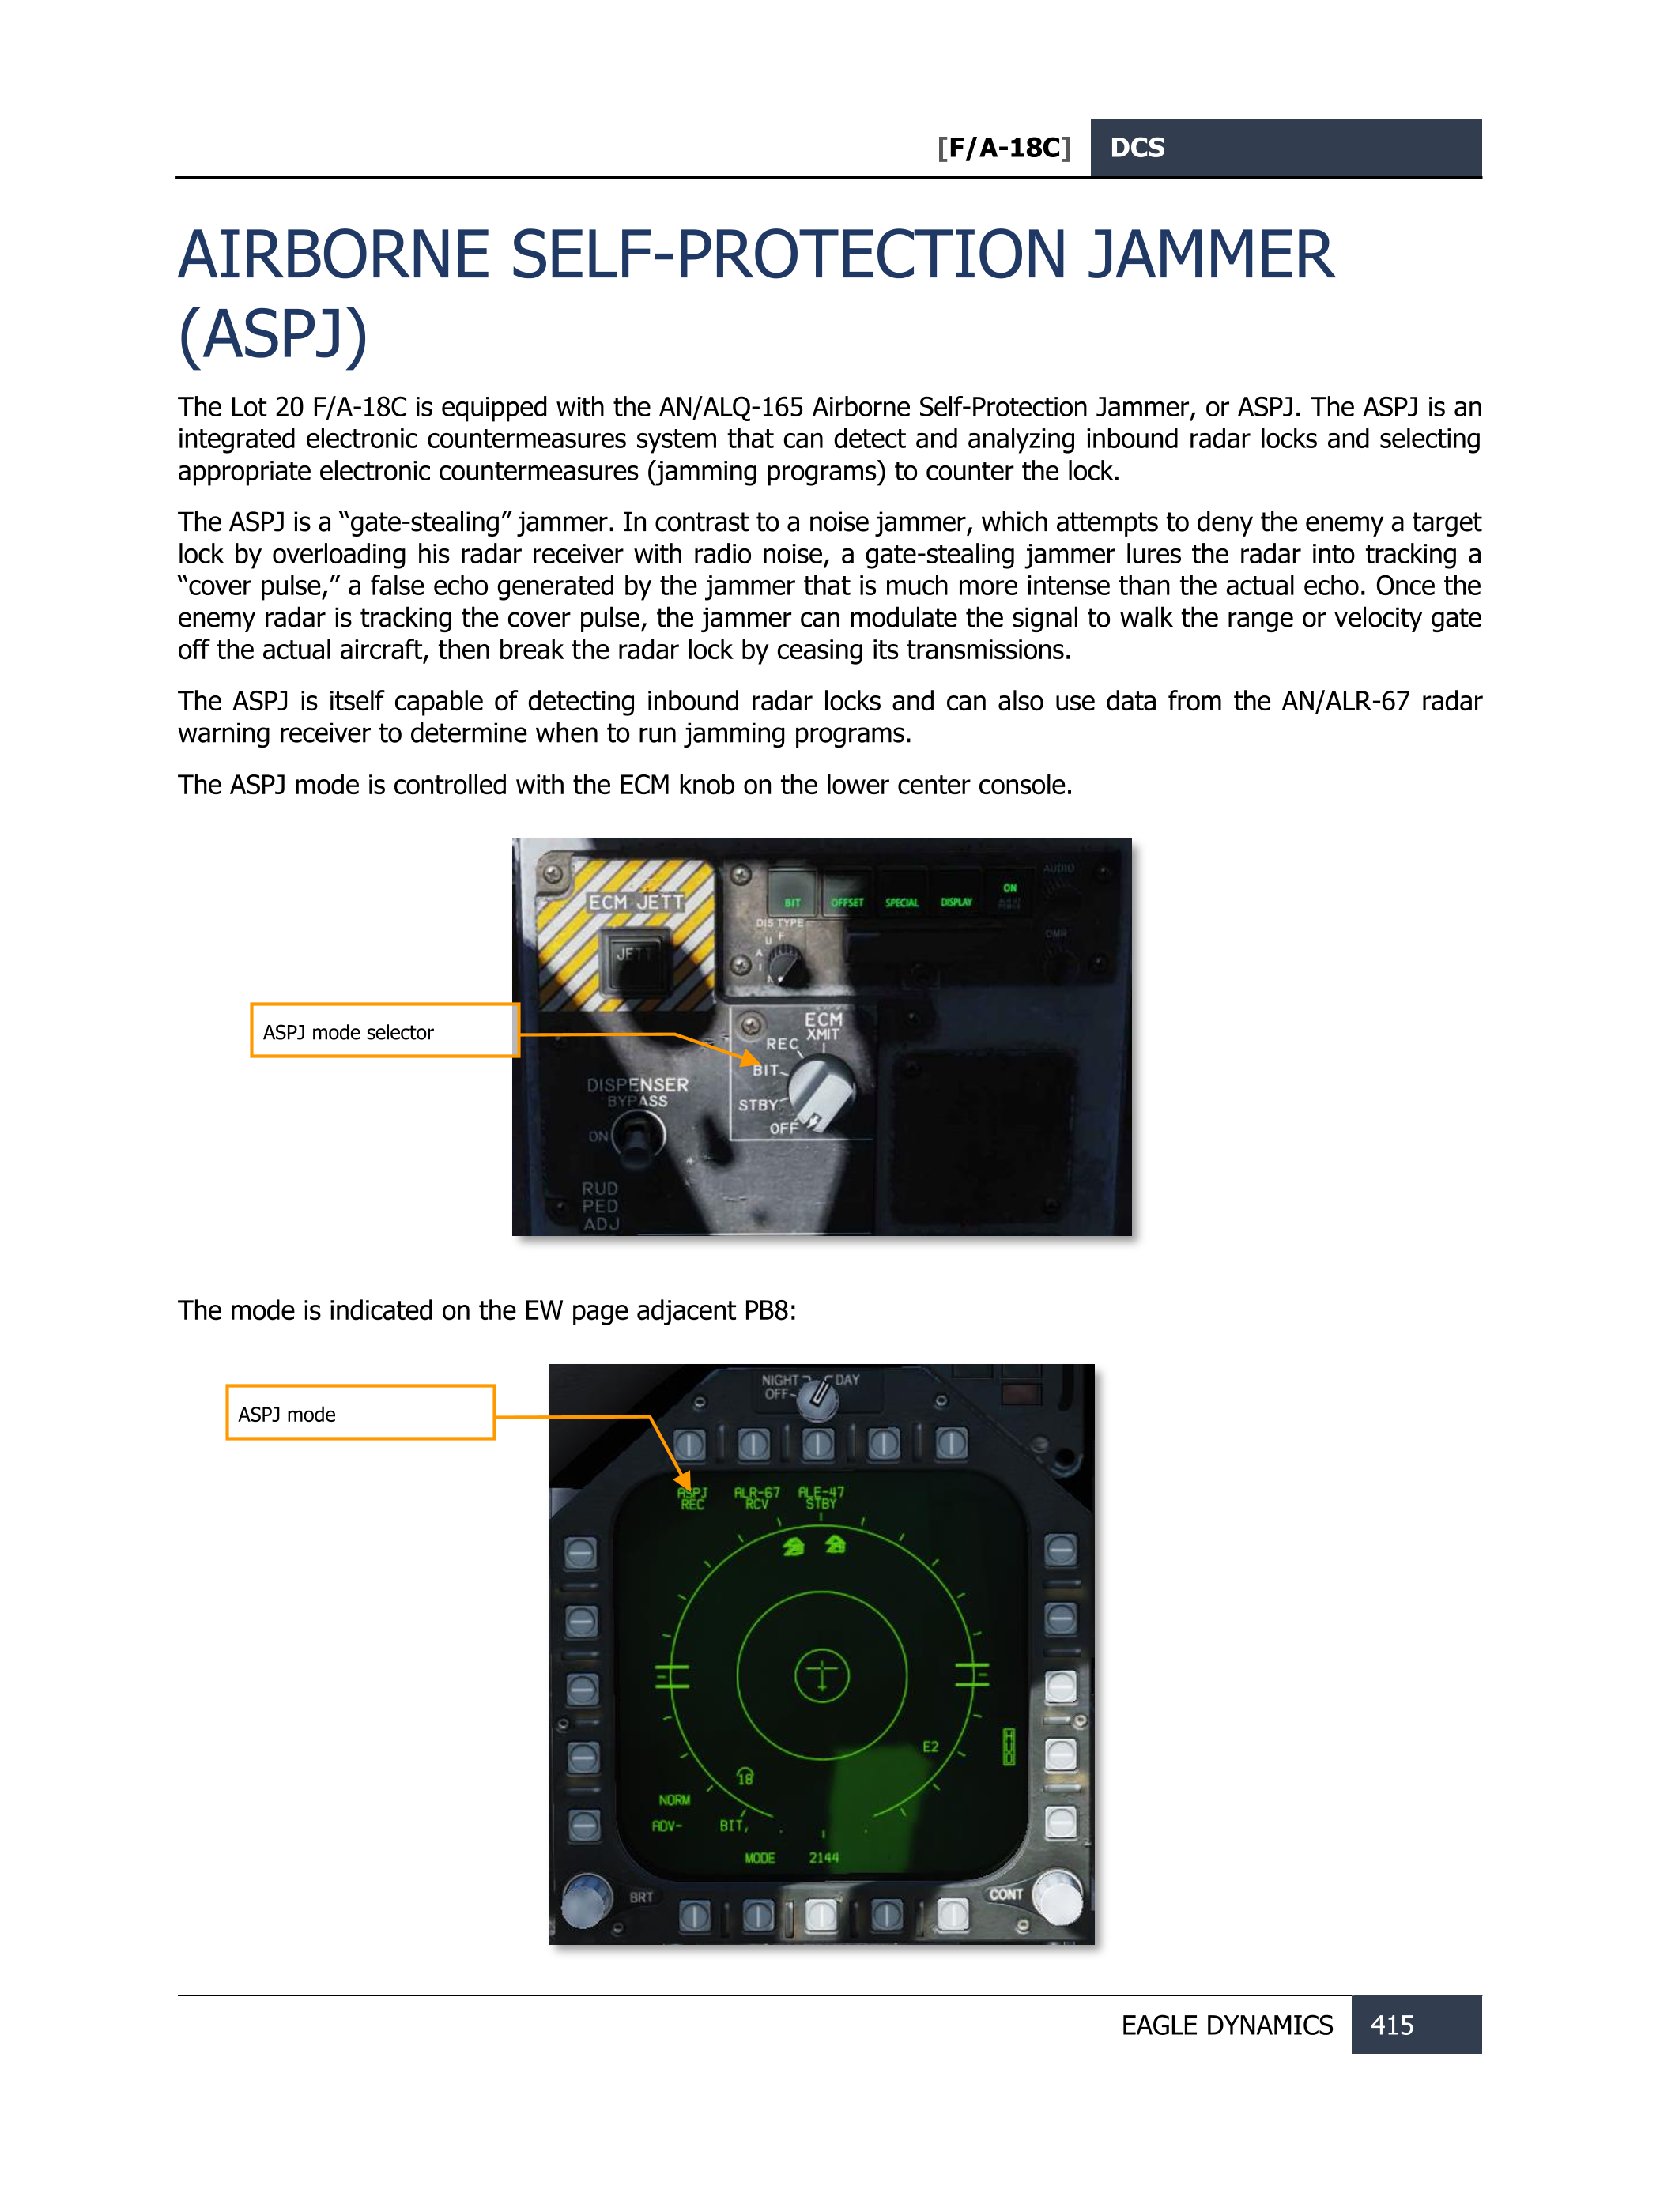 [F/A-18C] DCS
AIRBORNE SELF-PROTECTION JAMMER
(ASPJ)
The Lot 20 F/A-18C is equipped with the AN/ALQ-165 Airborne Self-Protection Jammer, or ASPJ. The ASPJ is an
integrated electronic countermeasures system that can detect and analyzing inbound radar locks and selecting
appropriate electronic countermeasures (jamming programs) to counter the lock.
The ASPJ is a “gate-stealing” jammer. In contrast to a noise jammer, which attempts to deny the enemy a target
lock by overloading his radar receiver with radio noise, a gate-stealing jammer lures the radar into tracking a
“cover pulse,” a false echo generated by the jammer that is much more intense than the actual echo. Once the
enemy radar is tracking the cover pulse, the jammer can modulate the signal to walk the range or velocity gate
off the actual aircraft, then break the radar lock by ceasing its transmissions.
The ASPJ is itself capable of detecting inbound radar locks and can also use data from the AN/ALR-67 radar
warning receiver to determine when to run jamming programs.
The ASPJ mode is controlled with the ECM knob on the lower center console.
AUDIO
ECM JETT
BIT OFFSET SPECIAL DISPLAY ON
DIS TYPE
F
U
A
I
N
DMR
JETT
ASPJ mode selector
ECM
XMIT
REC
BIT
STBY
OFF
DISPENSER
BYPASS
ON
RUD
PED
ADJ
The mode is indicated on the EW page adjacent PB8:
ASPJ mode
NIGHT DAY
OFF
ASPJ ALR-67 ALE-47
REC RCV STBY
E2
HUD
18
NORM
ADV- BIT,
MODE 2144
BRT CONT
EAGLE DYNAMICS 415